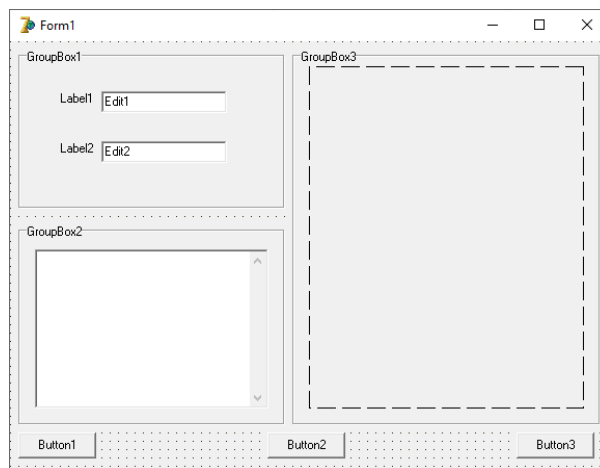 Form1
GroupBox1
Label1 Edit1
Label2 Edit2
GroupBox2
GroupBox3
Button1 Button2 Button3